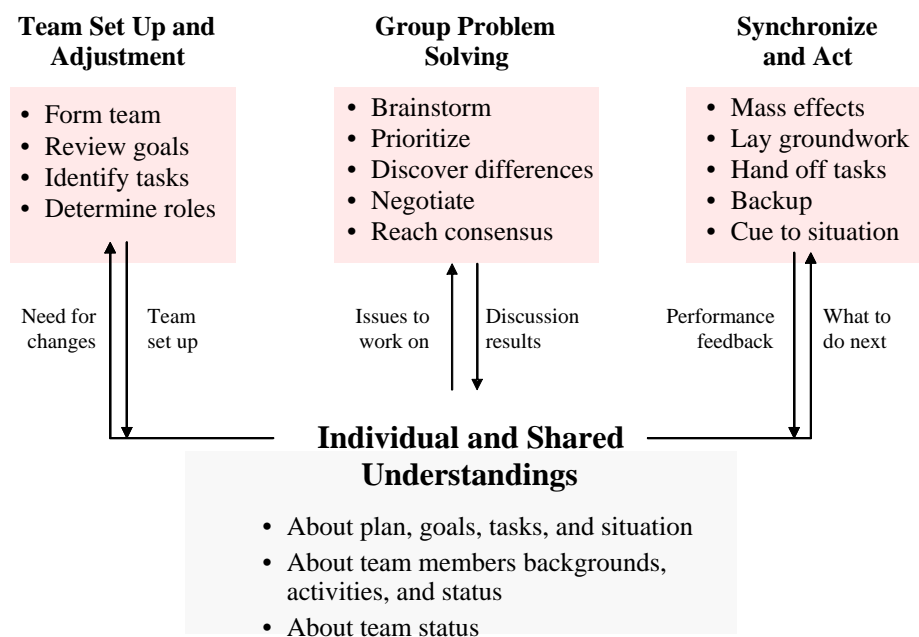 Team Set Up and
Adjustment
• Form team
• Review goals
• Identify tasks
• Determine roles
Group Problem
Solving
• Brainstorm
• Prioritize
• Discover differences
• Negotiate
• Reach consensus
Synchronize
and Act
• Mass effects
• Lay groundwork
• Hand off tasks
• Backup
• Cue to situation
Need for
changes
Team
set up
Issues to
work on
Discussion
results
Performance
feedback
What to
do next
Individual and Shared
Understandings
• About plan, goals, tasks, and situation
• About team members backgrounds,
activities, and status
• About team status